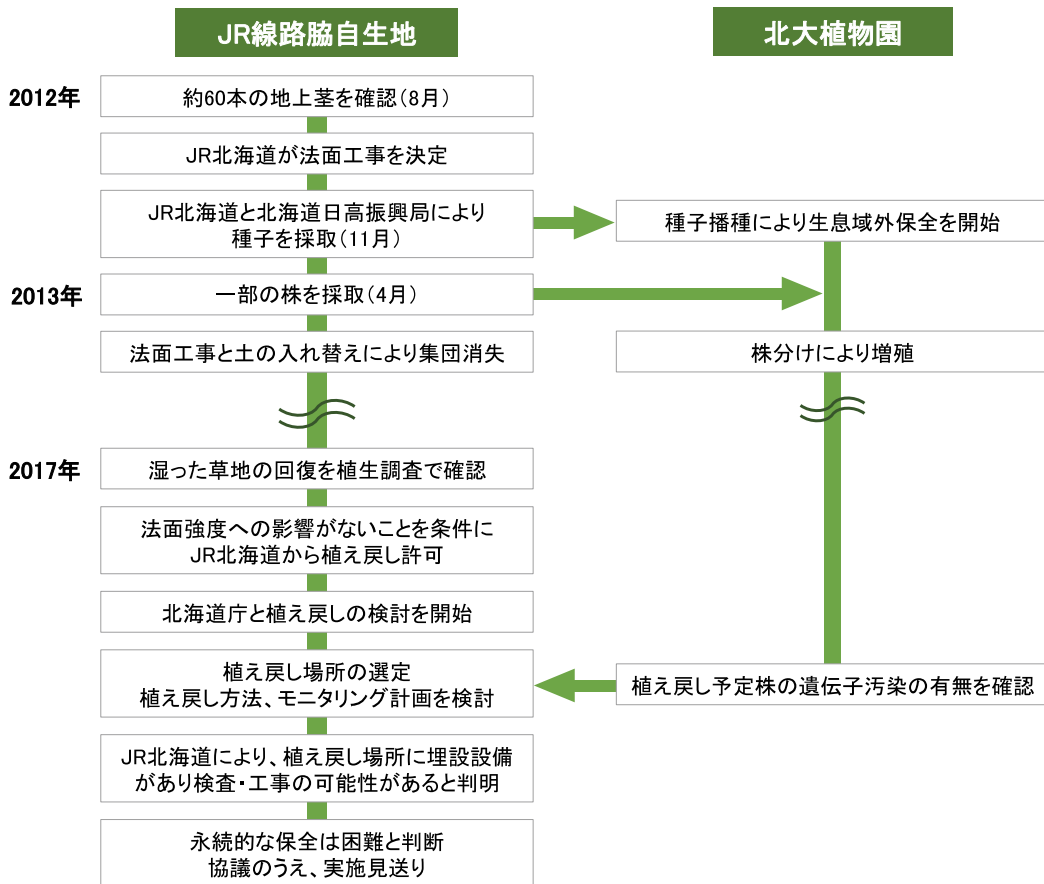 JR線路脇自生地
北大植物園
2012年
約60本の地上茎を確認(8月)
JR北海道が法面工事を決定
JR北海道と北海道日高振興局により
種子を採取(11月)
種子播種により生息域外保全を開始
2013年
一部の株を採取(4月)
法面工事と土の入れ替えにより集団消失
株分けにより増殖
2017年
湿った草地の回復を植生調査で確認
法面強度への影響がないことを条件に
JR北海道から植え戻し許可
北海道庁と植え戻しの検討を開始
植え戻し場所の選定
植え戻し方法、モニタリング計画を検討
植え戻し予定株の遺伝子汚染の有無を確認
JR北海道により、植え戻し場所に埋設設備
があり検査・工事の可能性があると判明
永続的な保全は困難と判断
協議のうえ、実施見送り